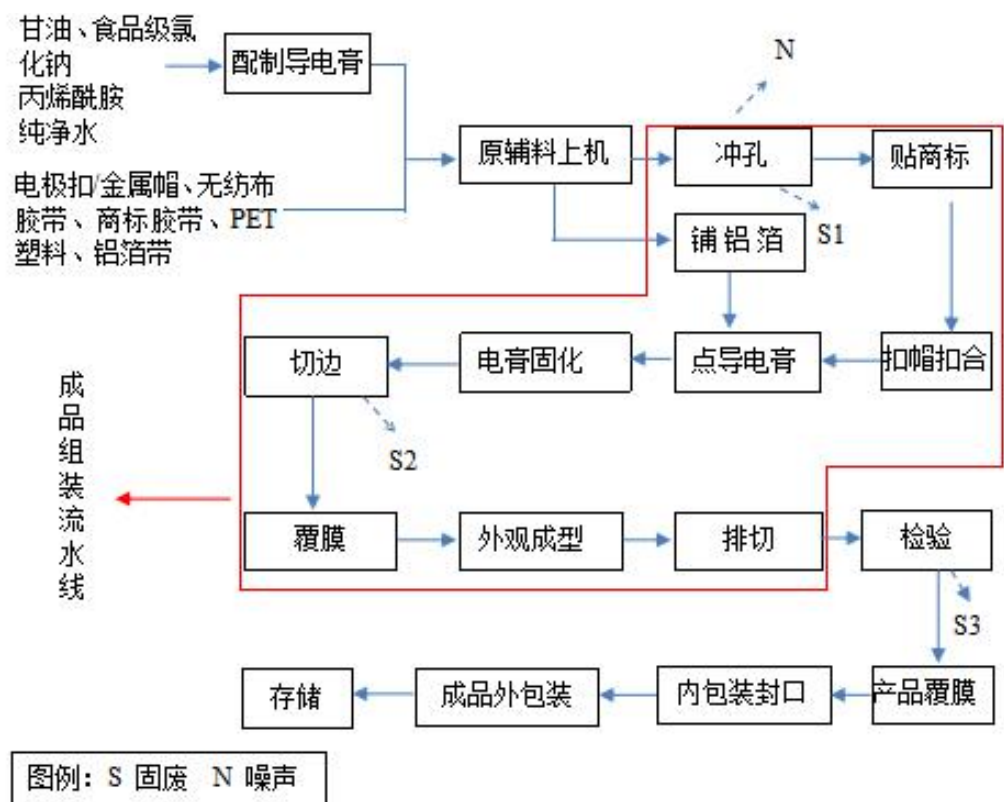 甘油、食品级氯
化钠
丙烯酰胺
纯净水
配制导电膏
N
原辅料上机
冲孔
贴商标
电极扣/金属帽、无纺布
胶带、商标胶带、PET
塑料、铝箔带
S1
铺铝箔
切边
电膏固化
点导电膏
扣帽扣合
成品组装流水线
S2
覆膜
外观成型
排切
检验
S3
存储
成品外包装
内包装封口
产品覆膜
图例：S 固废 N 噪声